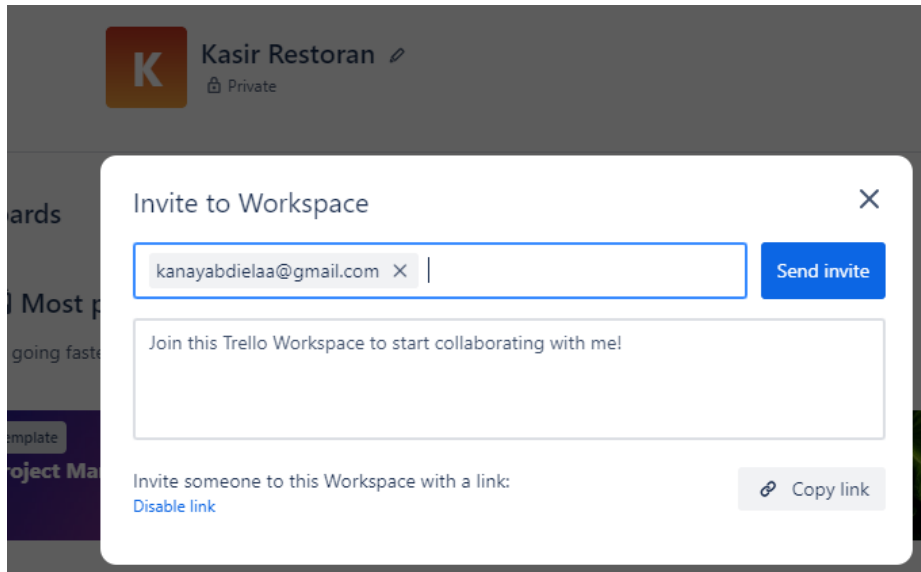 K
Kasir Restoran
Private
Invite to Workspace
ards
kanayabdielaa@gmail.com
Send invite
Most p
going faste
Join this Trello Workspace to start collaborating with me!
emplate
roject Ma
Invite someone to this Workspace with a link:
Copy link
Disable link